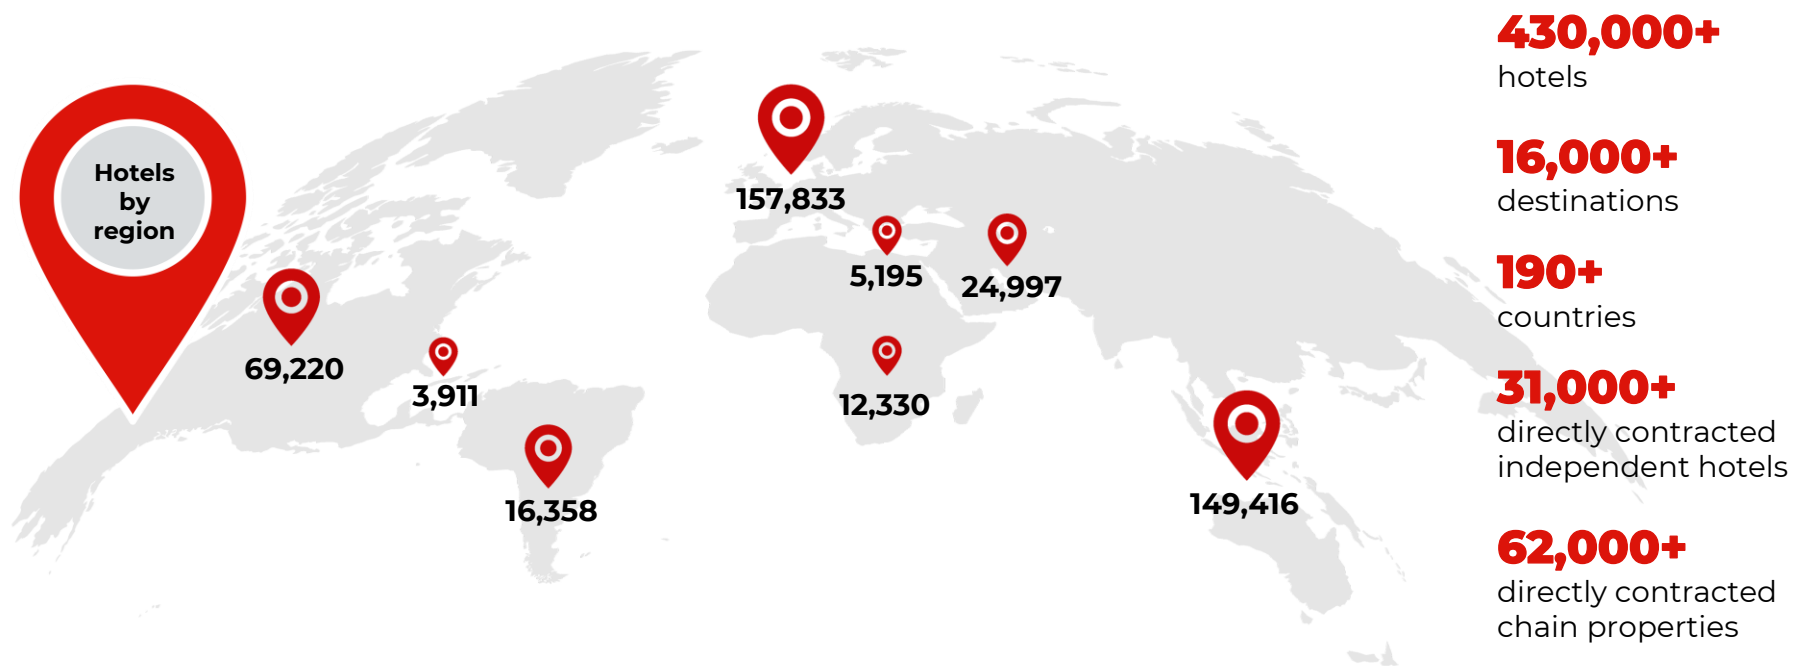 Hotels
by
region
157,833
5,195
24,997
69,220
3,911
12,330
16,358
149,416
430,000+
hotels
16,000+
destinations
190+
countries
31,000+
directly contracted
independent hotels
62,000+
directly contracted
chain properties